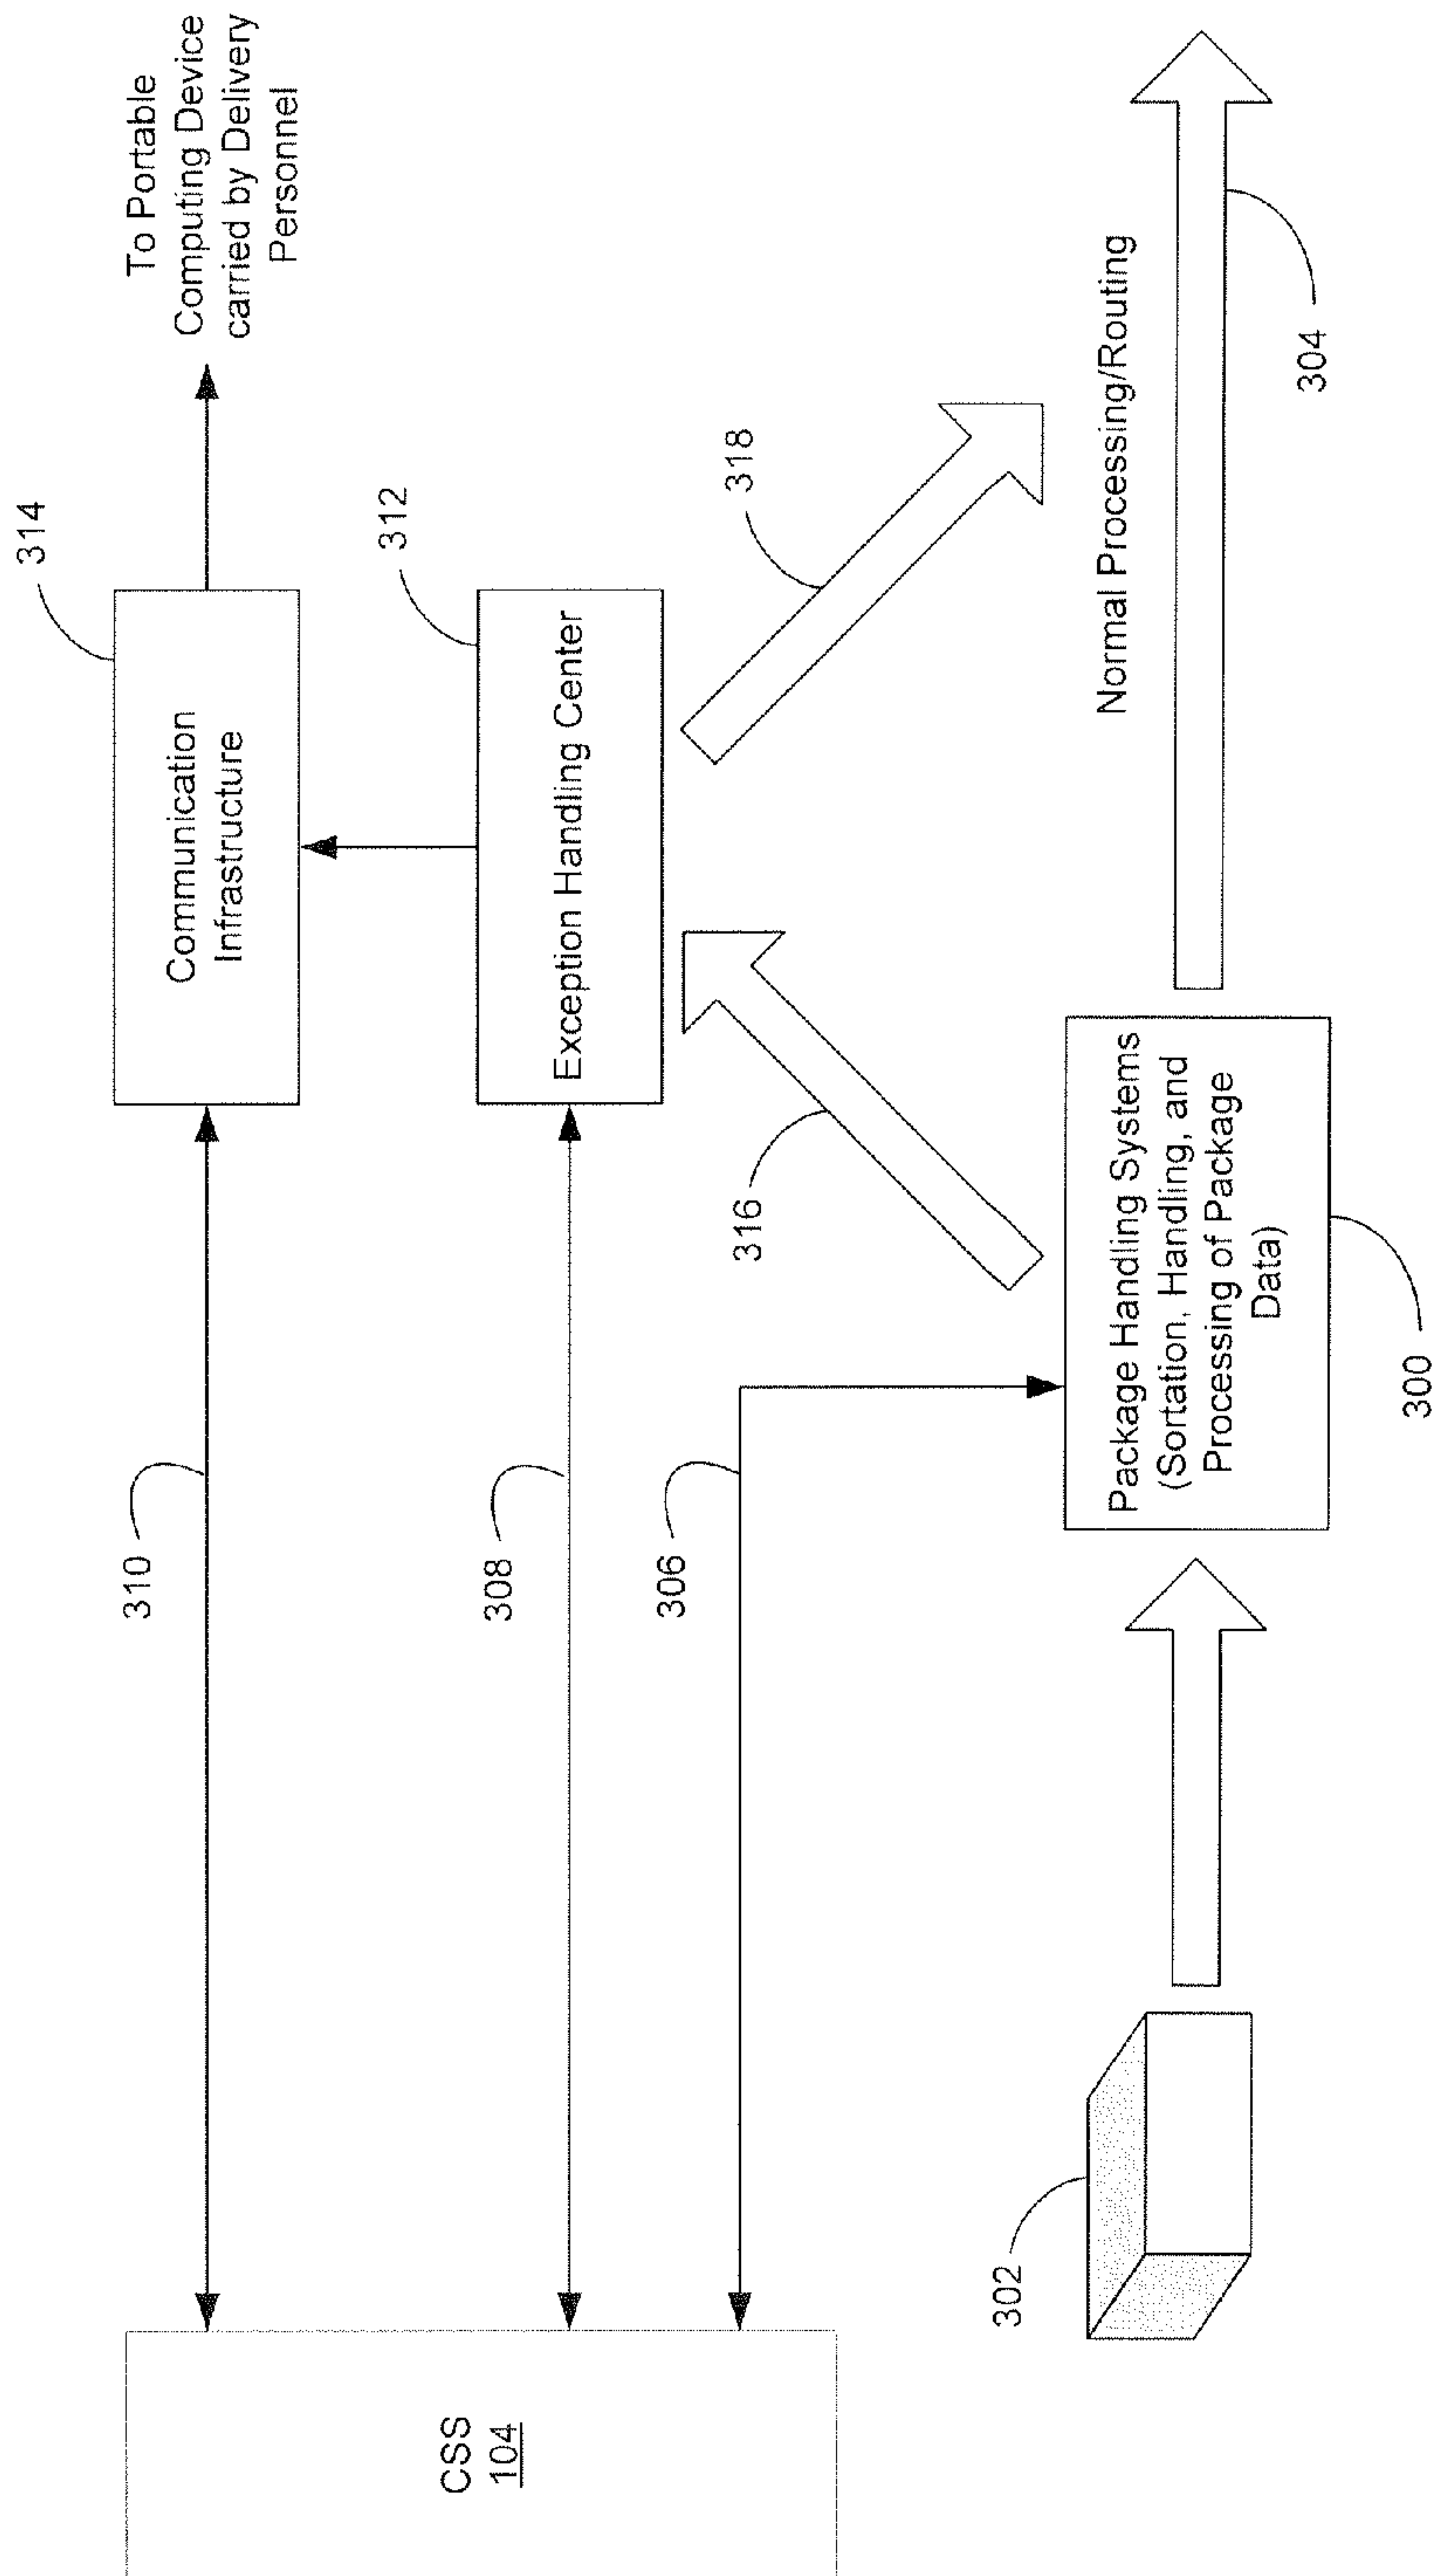 314
Communication
Infrastructure
To Portable
Computing Device
carried by Delivery
Personnel
310
312
Exception Handling Center
308
CSS
104
306
316
318
Normal Processing/Routing
304
Package Handling Systems
(Sortation, Handling, and
Processing of Package
Data)
300
302